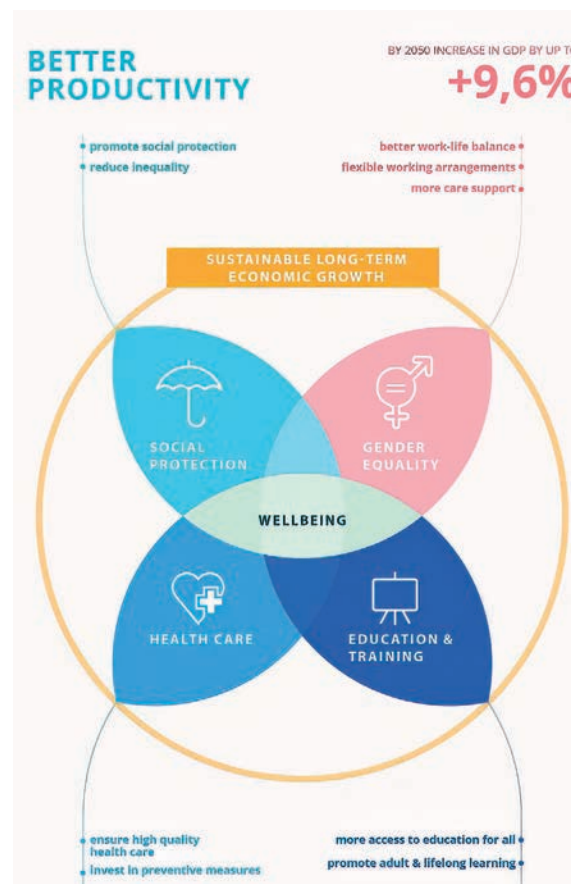 BETTER
PRODUCTIVITY
BY 2050 INCREASE IN GDP BY UP TO
+9,6%
promote social protection
reduce inequality
better work-life balance
flexible working arrangements
more care support
SUSTAINABLE LONG-TERM
ECONOMIC GROWTH
SOCIAL
PROTECTION
GENDER
EQUALITY
WELLBEING
HEALTH CARE
EDUCATION &
TRAINING
ensure high quality
health care
invest in preventive measures
more access to education for all
promote adult & lifelong learning